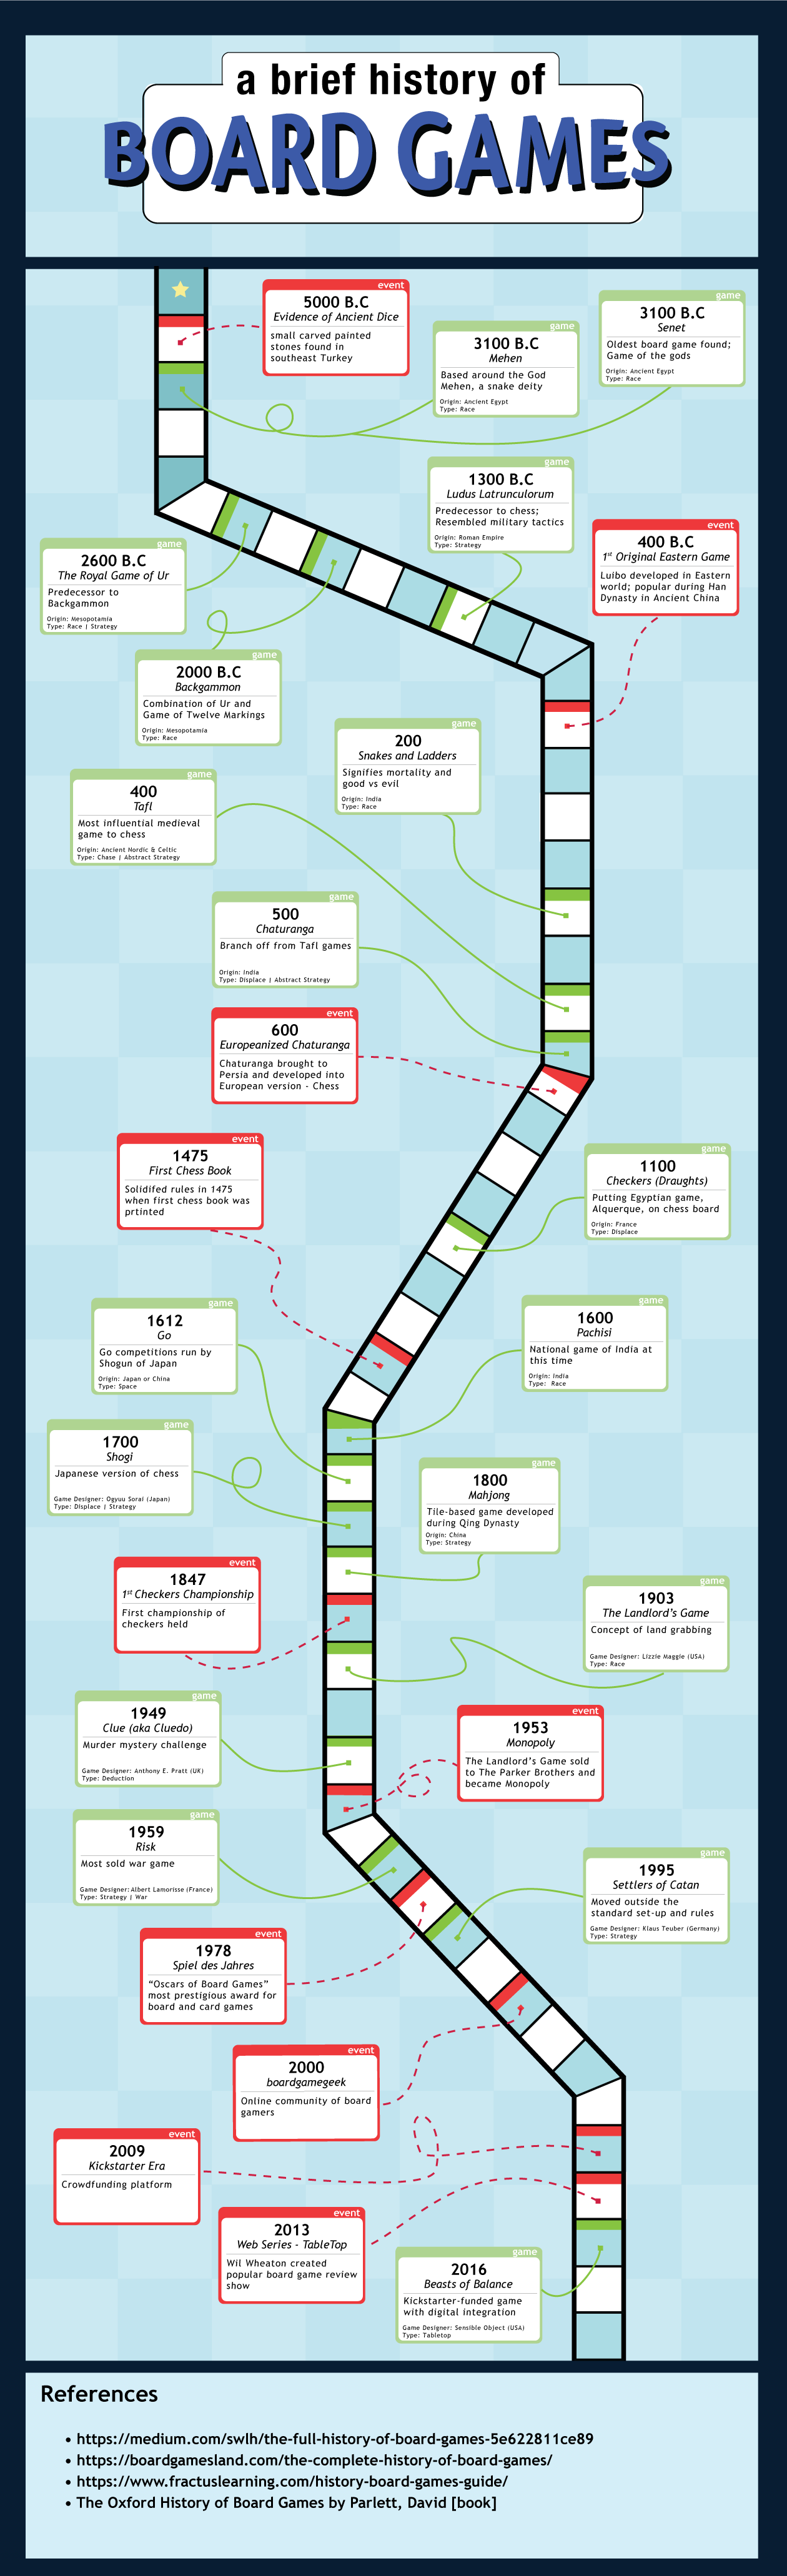 a brief history of
BOARD GAMES
event
5000 B.C
Evidence of Ancient Dice
small carved painted
stones found in
southeast Turkey
game
3100 B.C
Senet
Oldest board game found;
Game of the gods
Origin: Ancient Egypt
Type: Race
game
3100 B.C
Mehen
Based around the God
Mehen, a snake deity
Origin: Ancient Egypt
Type: Race
game
1300 B.C
Ludus Latrunculorum
Predecessor to chess;
Resembled military tactics
Origin: Roman Empire
Type: Strategy
event
400 B.C
1st Original Eastern Game
Luibo developed in Eastern
world; popular during Han
Dynasty in Ancient China
game
2600 B.C
The Royal Game of Ur
Predecessor to
Backgammon
Origin: Mesopotamia
Type: Race | Strategy
game
2000 B.C
Backgammon
Combination of Ur and
Game of Twelve Markings
Origin: Mesopotamia
Type: Race
game
200
Snakes and Ladders
Signifies mortality and
good vs evil
Origin: India
Type: Race
game
400
Tafl
Most influential medieval
game to chess
Origin: Ancient Nordic & Celtic
Type: Chase | Abstract Strategy
game
500
Chaturanga
Branch off from Tafl games
Origin: India
Type: Displace | Abstract Strategy
event
600
Europeanized Chaturanga
Chaturanga brought to
Persia and developed into
European version - Chess
event
1475
First Chess Book
Solidifed rules in 1475
when first chess book was
prtinted
game
1100
Checkers (Draughts)
Putting Egyptian game,
Alquerque, on chess board
Origin: France
Type: Displace
game
1612
Go
Go competitions run by
Shogun of Japan
Origin: Japan or China
Type: Space
game
1600
Pachisi
National game of India at
this time
Origin: India
Type: Race
game
1700
Shogi
Japanese version of chess
Game Designer: Ogyuu Sorai (Japan)
Type: Displace | Strategy
game
1800
Mahjong
Tile-based game developed
during Qing Dynasty
Origin: China
Type: Strategy
event
1847
1st Checkers Championship
First championship of
checkers held
game
1903
The Landlord's Game
Concept of land grabbing
Game Designer: Lizzie Maggie (USA)
Type: Race
game
1949
Clue (aka Cluedo)
Murder mystery challenge
Game Designer: Anthony E. Pratt (UK)
Type: Deduction
event
1953
Monopoly
The Landlord's Game sold
to The Parker Brothers and
became Monopoly
game
1959
Risk
Most sold war game
Game Designer: Albert Lamorisse (France)
Type: Strategy | War
game
1995
Settlers of Catan
Moved outside the
standard set-up and rules
Game Designer: Klaus Teuber (Germany)
Type: Strategy
event
1978
Spiel des Jahres
"Oscars of Board Games"
most prestigious award for
board and card games
event
2000
boardgamegeek
Online community of board
gamers
event
2009
Kickstarter Era
Crowdfunding platform
event
2013
Web Series - TableTop
Wil Wheaton created
popular board game review
show
game
2016
Beasts of Balance
Kickstarter-funded game
with digital integration
Game Designer: Sensible Object (USA)
Type: Tabletop
References
• https://medium.com/swlh/the-full-history-of-board-games-5e622811ce89
• https://boardgamesland.com/the-complete-history-of-board-games/
• https://www.fractuslearning.com/history-board-games-guide/
• The Oxford History of Board Games by Parlett, David [book]